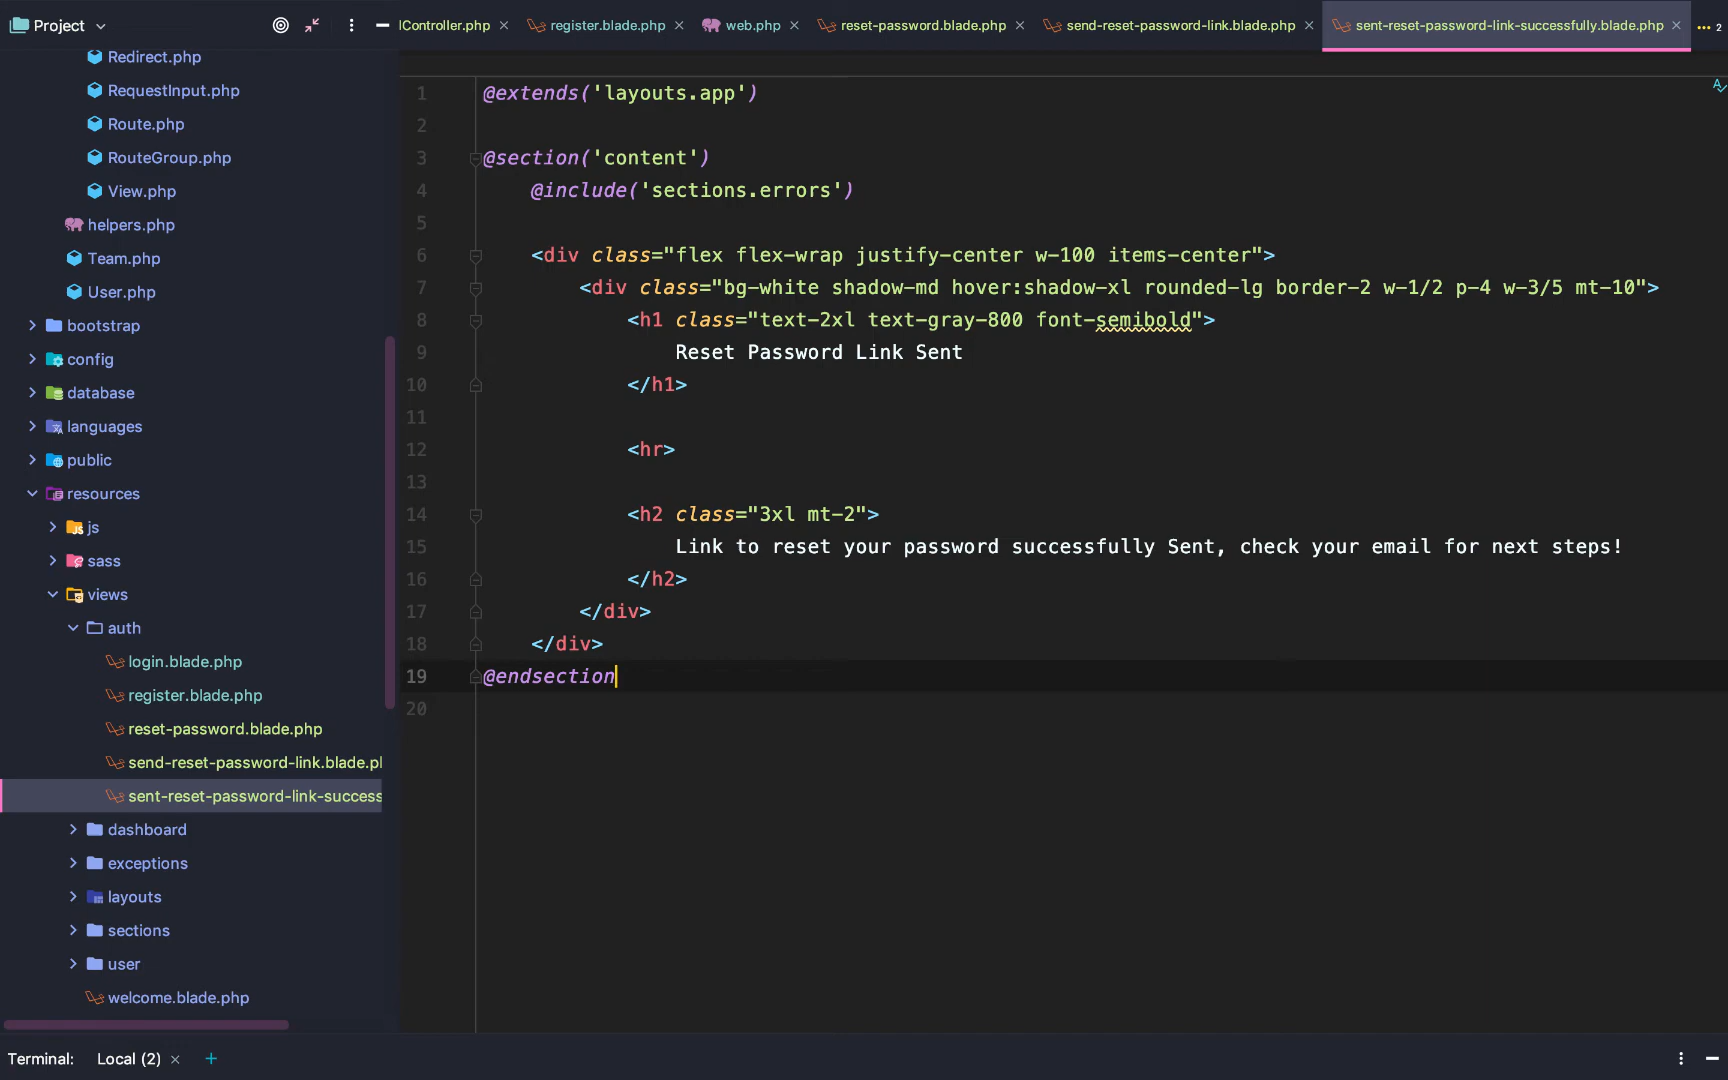 Project
lController.php
register.blade.php
web.php
reset-password.blade.php
send-reset-password-link.blade.php
sent-reset-password-link-successfully.blade.php
2
Redirect.php
RequestInput.php
Route.php
RouteGroup.php
View.php
helpers.php
Team.php
User.php
bootstrap
config
database
languages
public
resources
js
sass
views
auth
login.blade.php
register.blade.php
reset-password.blade.php
send-reset-password-link.blade.pl
sent-reset-password-link-success
dashboard
exceptions
layouts
sections
user
welcome.blade.php
1 @extends('layouts.app')
2
3 @section('content')
4 @include('sections.errors')
5
6 <div class="flex flex-wrap justify-center w-100 items-center">
7 <div class="bg-white shadow-md hover:shadow-xl rounded-lg border-2 w-1/2 p-4 w-3/5 mt-10">
8 <h1 class="text-2xl text-gray-800 font-semibold">
9 Reset Password Link Sent
10 </h1>
11
12 <hr>
13
14 <h2 class="3xl mt-2">
15 Link to reset your password successfully Sent, check your email for next steps!
16 </h2>
17 </div>
18 </div>
19 @endsection
20
Terminal: Local (2) +